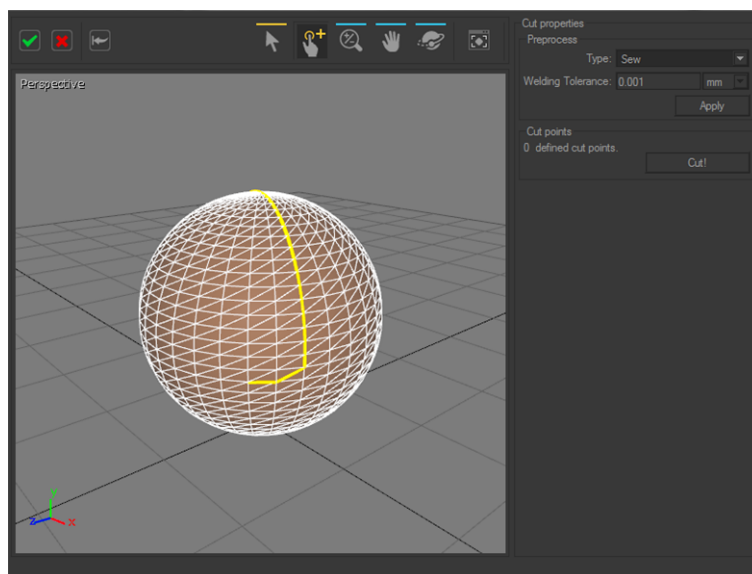 Cut properties
Preprocess
Type: Sew
Welding Tolerance: 0.001 mm
Apply
Cut points
0 defined cut points.
Cut!
Perspective
y
z x